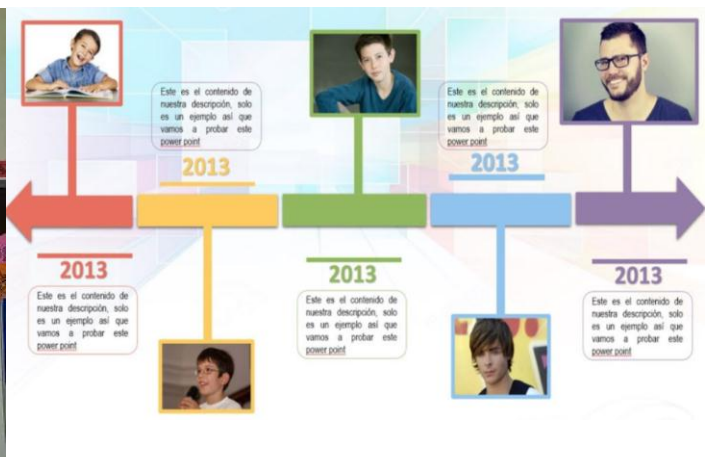 Este es el contenido de
nuestra descripción, solo
es un ejemplo así que
vamos a probar este
power point
2013
Este es el contenido de
nuestra descripción, solo
es un ejemplo así que
vamos a probar este
power point
2013
2013
Este es el contenido de
nuestra descripción, solo
es un ejemplo así que
vamos a probar este
power point
2013
Este es el contenido de
nuestra descripción, solo
es un ejemplo así que
vamos a probar este
power point
2013
Este es el contenido de
nuestra descripción, solo
es un ejemplo así que
vamos a probar este
power point